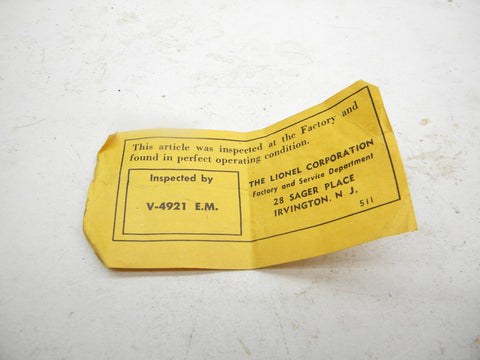 This article was inspected at the Factory and
found in perfect operating condition.
Inspected by
V-4921 E.M.
THE LIONEL CORPORATION
Factory and Service Department
28 SAGER PLACE
IRVINGTON, N. J.
511